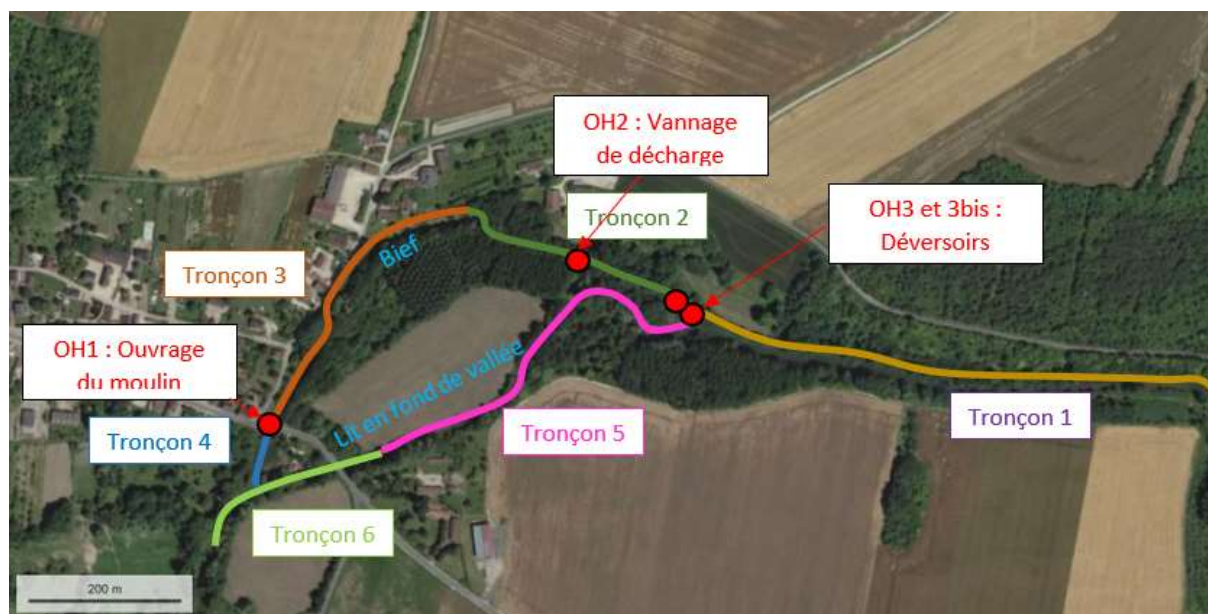 OH2 : Vannage
de décharge
Tronçon 2
OH3 et 3bis :
Déversoirs
Bief
Tronçon 3
OH1 : Ouvrage
du moulin
Lit en fond de vallée
Tronçon 4
Tronçon 5
Tronçon 1
Tronçon 6
200 m